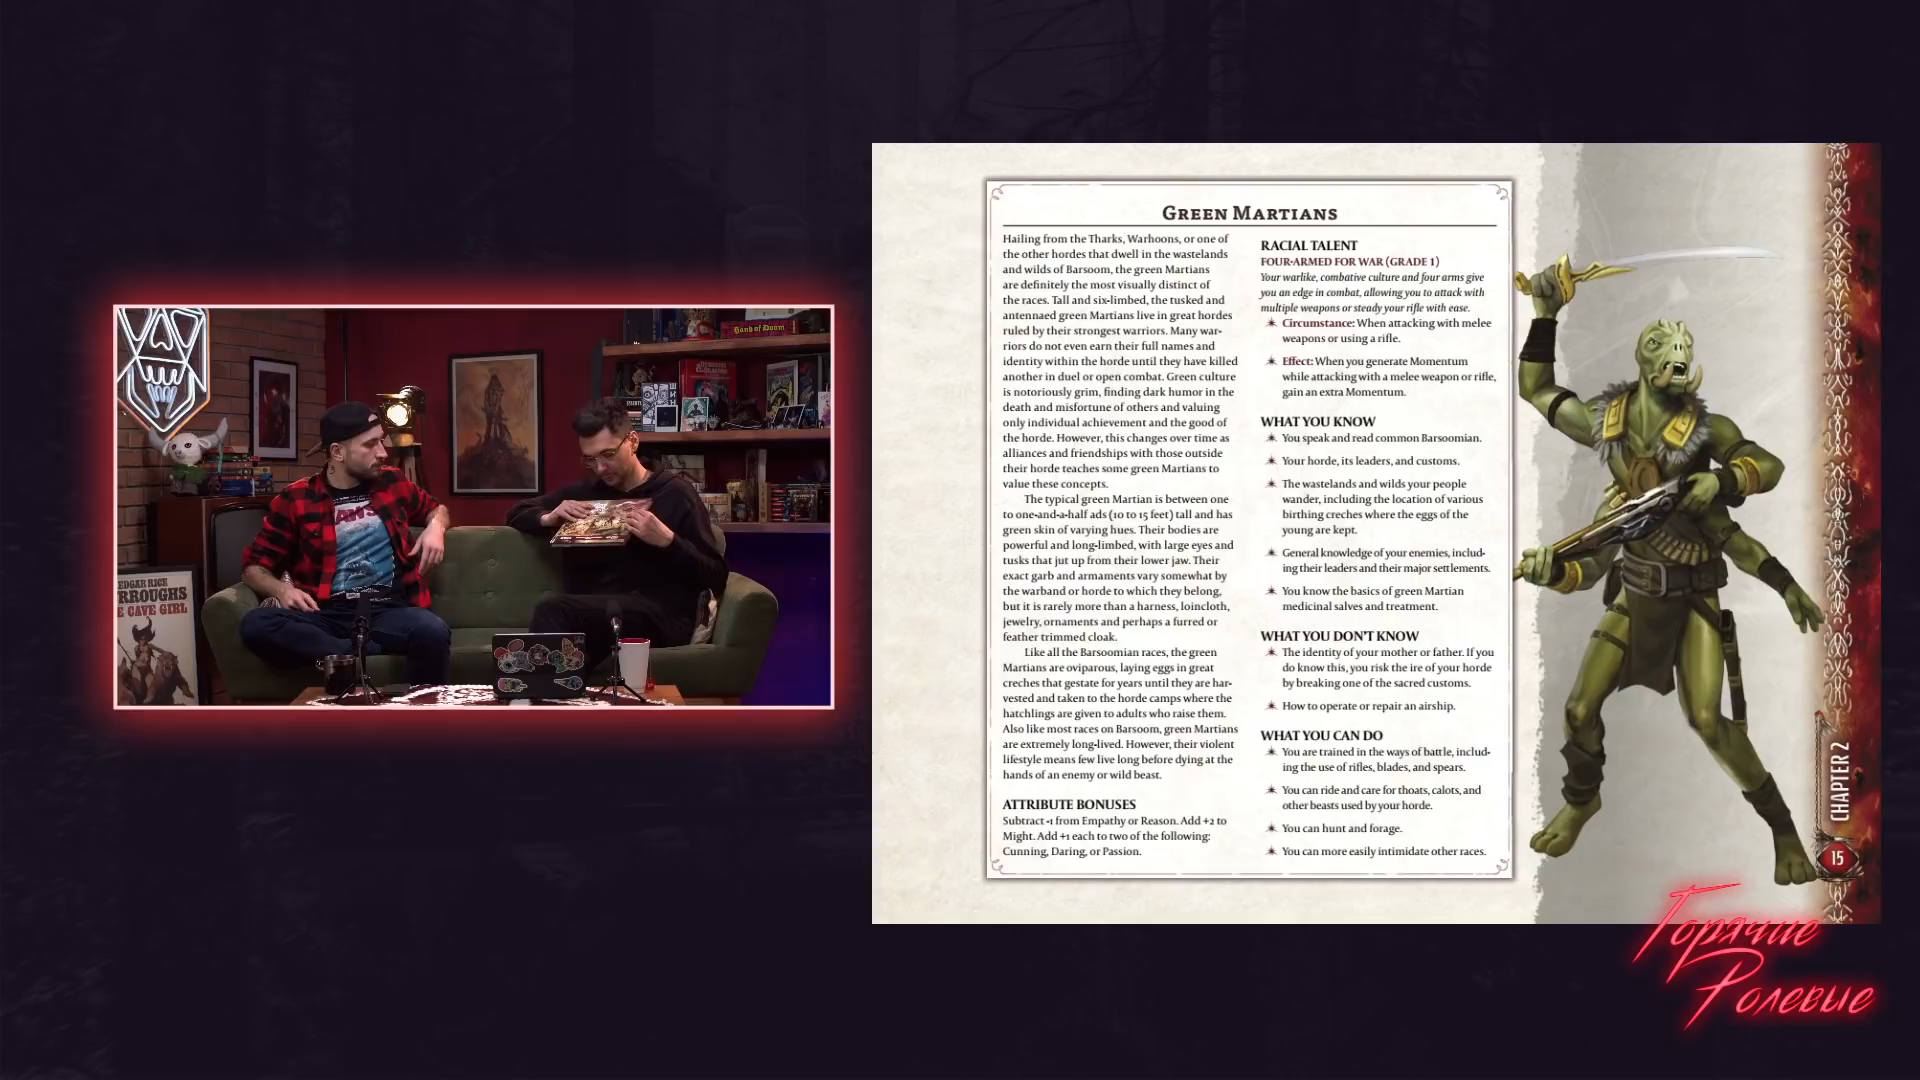 Hand of Doom
EDGAR RICE
RROUGHS
E CAVE GIRL
GREEN MARTIANS
Hailing from the Tharks, Warhoons, or one of
the other hordes that dwell in the wastelands
and wilds of Barsoom, the green Martians
are definitely the most visually distinct of
the races. Tall and six-limbed, the tusked and
antennaed green Martians live in great hordes
ruled by their strongest warriors. Many war-
riors do not even earn their full names and
identity within the horde until they have killed
another in duel or open combat. Green culture
is notoriously grim, finding dark humor in the
death and misfortune of others and valuing
only individual achievement and the good of
the horde. However, this changes over time as
alliances and friendships with those outside
their horde teaches some green Martians to
value these concepts.
The typical green Martian is between one
to one-and-a-half ads (10 to 15 feet) tall and has
green skin of varying hues. Their bodies are
powerful and long-limbed, with large eyes and
tusks that jut up from their lower jaw. Their
exact garb and armaments vary somewhat by
the warband or horde to which they belong,
but it is rarely more than a harness, loincloth,
jewelry, ornaments and perhaps a furred or
feather trimmed cloak.
Like all the Barsoomian races, the green
Martians are oviparous, laying eggs in great
creches that gestate for years until they are har-
vested and taken to the horde camps where the
hatchlings are given to adults who raise them.
Also like most races on Barsoom, green Martians
are extremely long-lived. However, their violent
lifestyle means few live long before dying at the
hands of an enemy or wild beast.
ATTRIBUTE BONUSES
Subtract -1 from Empathy or Reason. Add +2 to
Might. Add +1 each to two of the following:
Cunning, Daring, or Passion.
RACIAL TALENT
FOUR-ARMED FOR WAR (GRADE 1)
Your warlike, combative culture and four arms give
you an edge in combat, allowing you to attack with
multiple weapons or steady your rifle with ease.
Circumstance: When attacking with melee
weapons or using a rifle.
Effect: When you generate Momentum
while attacking with a melee weapon or rifle,
gain an extra Momentum.
WHAT YOU KNOW
You speak and read common Barsoomian.
Your horde, its leaders, and customs.
The wastelands and wilds your people
wander, including the location of various
birthing creches where the eggs of the
young are kept.
General knowledge of your enemies, includ-
ing their leaders and their major settlements.
You know the basics of green Martian
medicinal salves and treatment.
WHAT YOU DON'T KNOW
The identity of your mother or father. If you
do know this, you risk the ire of your horde
by breaking one of the sacred customs.
How to operate or repair an airship.
WHAT YOU CAN DO
You are trained in the ways of battle, includ-
ing the use of rifles, blades, and spears.
You can ride and care for thoats, calots, and
other beasts used by your horde.
You can hunt and forage.
You can more easily intimidate other races.
CHAPTER 2
15
Горячие
Ролевые